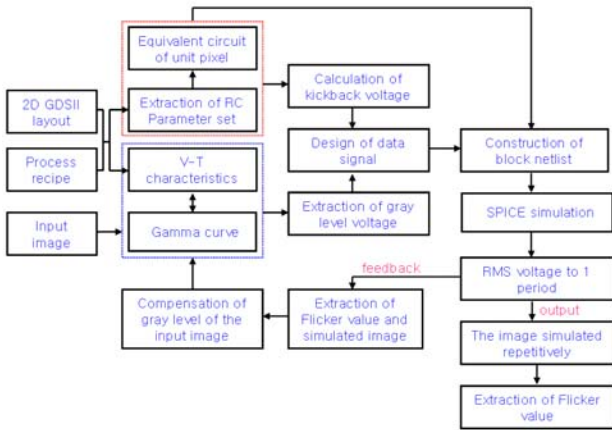 Equivalent circuit
of unit pixel
Extraction of RC
Parameter set
2D GDSII
layout
Process
recipe
Input
image
V-T
characteristics
Gamma curve
Calculation of
kickback voltage
Design of data
signal
Extraction of gray
level voltage
Construction of
block netlist
SPICE simulation
RMS voltage to 1
period
feedback
output
Compensation of
gray level of the
input image
Extraction of
Flicker value and
simulated image
The image simulated
repetitively
Extraction of Flicker
value